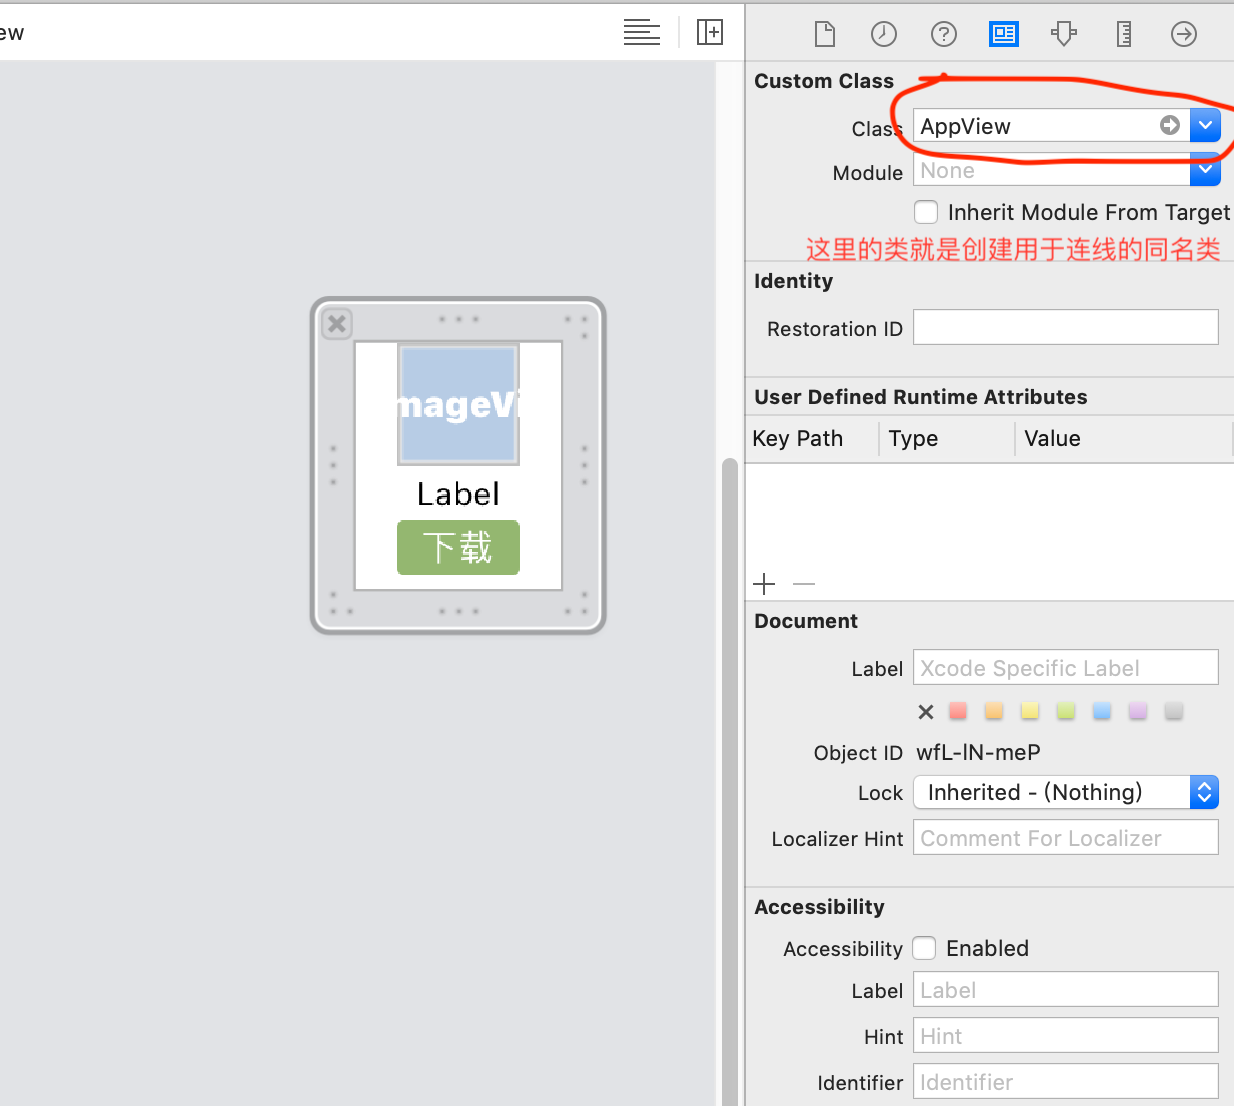 ew
Custom Class
Class AppView
Module None
Inherit Module From Target
这里的类就是创建用于连线的同名类
Identity
Restoration ID
User Defined Runtime Attributes
Key Path Type Value
mageVi
Label
下载
Document
Label Xcode Specific Label
Object ID wfL-lN-meP
Lock Inherited - (Nothing)
Localizer Hint Comment For Localizer
Accessibility
Accessibility Enabled
Label Label
Hint Hint
Identifier Identifier